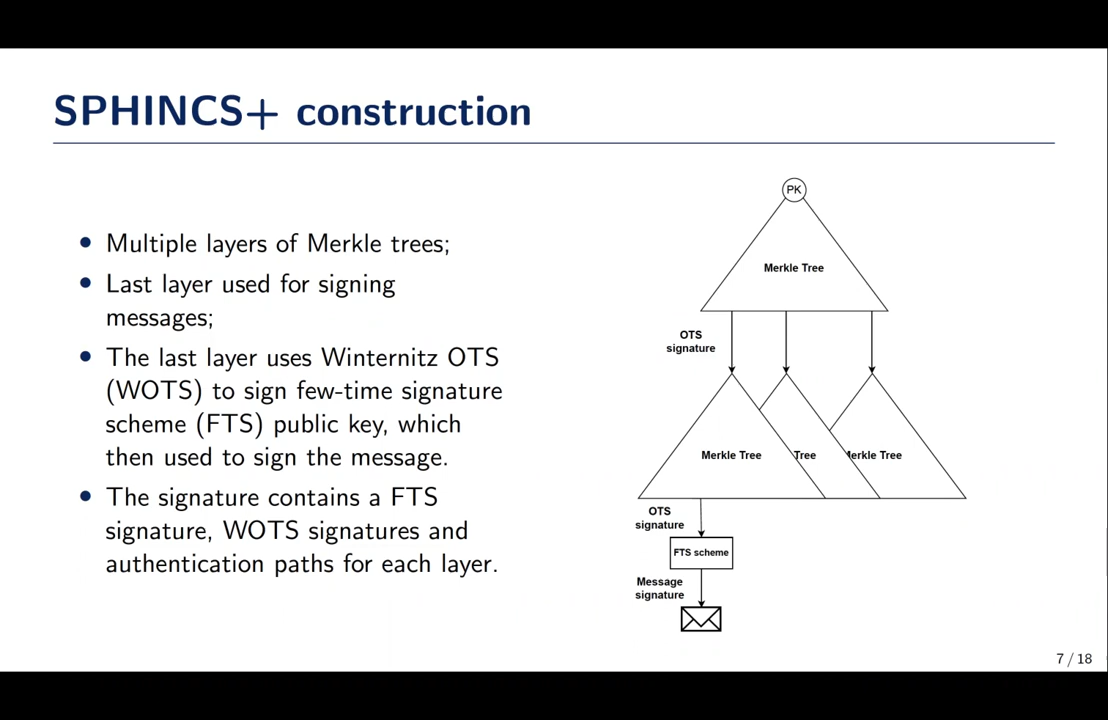 SPHINCS+ construction
Multiple layers of Merkle trees;
Last layer used for signing
messages;
The last layer uses Winternitz OTS
(WOTS) to sign few-time signature
scheme (FTS) public key, which
then used to sign the message.
The signature contains a FTS
signature, WOTS signatures and
authentication paths for each layer.
PK
Merkle Tree
OTS
signature
Merkle Tree
Tree
Merkle Tree
OTS
signature
FTS scheme
Message
signature
7 / 18